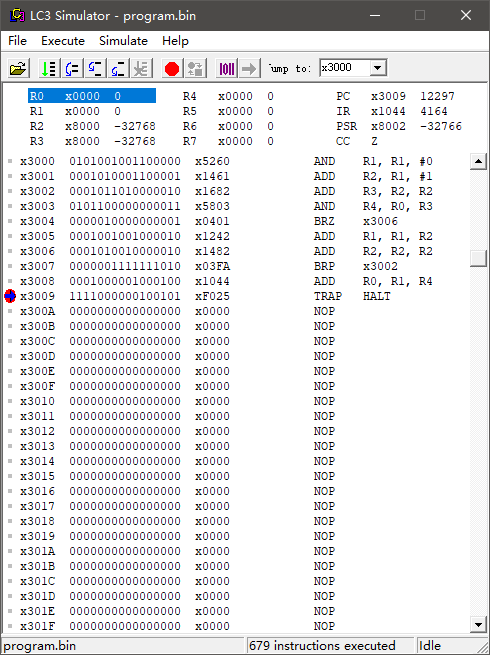 LC3 Simulator - program.bin
File Execute Simulate Help
Jump to: x3000
R0 x0000 0 R4 x0000 0 PC x3009 12297
R1 x0000 0 R5 x0000 0 IR x1044 4164
R2 x8000 -32768 R6 x0000 0 PSR x8002 -32766
R3 x8000 -32768 R7 x0000 0 CC Z
x3000 0101001001100000 x5260 AND R1, R1, #0
x3001 0001010001100001 x1461 ADD R2, R1, #1
x3002 0001011010000010 x1682 ADD R3, R2, R2
x3003 0101100000000011 x5803 AND R4, R0, R3
x3004 0000010000000001 x0401 BRZ x3006
x3005 0001001001000010 x1242 ADD R1, R1, R2
x3006 0001010010000010 x1482 ADD R2, R2, R2
x3007 0000001111111010 x03FA BRP x3002
x3008 0001000001000100 x1044 ADD R0, R1, R4
x3009 1111000000100101 xF025 TRAP HALT
x300A 0000000000000000 x0000 NOP
x300B 0000000000000000 x0000 NOP
x300C 0000000000000000 x0000 NOP
x300D 0000000000000000 x0000 NOP
x300E 0000000000000000 x0000 NOP
x300F 0000000000000000 x0000 NOP
x3010 0000000000000000 x0000 NOP
x3011 0000000000000000 x0000 NOP
x3012 0000000000000000 x0000 NOP
x3013 0000000000000000 x0000 NOP
x3014 0000000000000000 x0000 NOP
x3015 0000000000000000 x0000 NOP
x3016 0000000000000000 x0000 NOP
x3017 0000000000000000 x0000 NOP
x3018 0000000000000000 x0000 NOP
x3019 0000000000000000 x0000 NOP
x301A 0000000000000000 x0000 NOP
x301B 0000000000000000 x0000 NOP
x301C 0000000000000000 x0000 NOP
x301D 0000000000000000 x0000 NOP
x301E 0000000000000000 x0000 NOP
x301F 0000000000000000 x0000 NOP
program.bin 679 instructions executed Idle